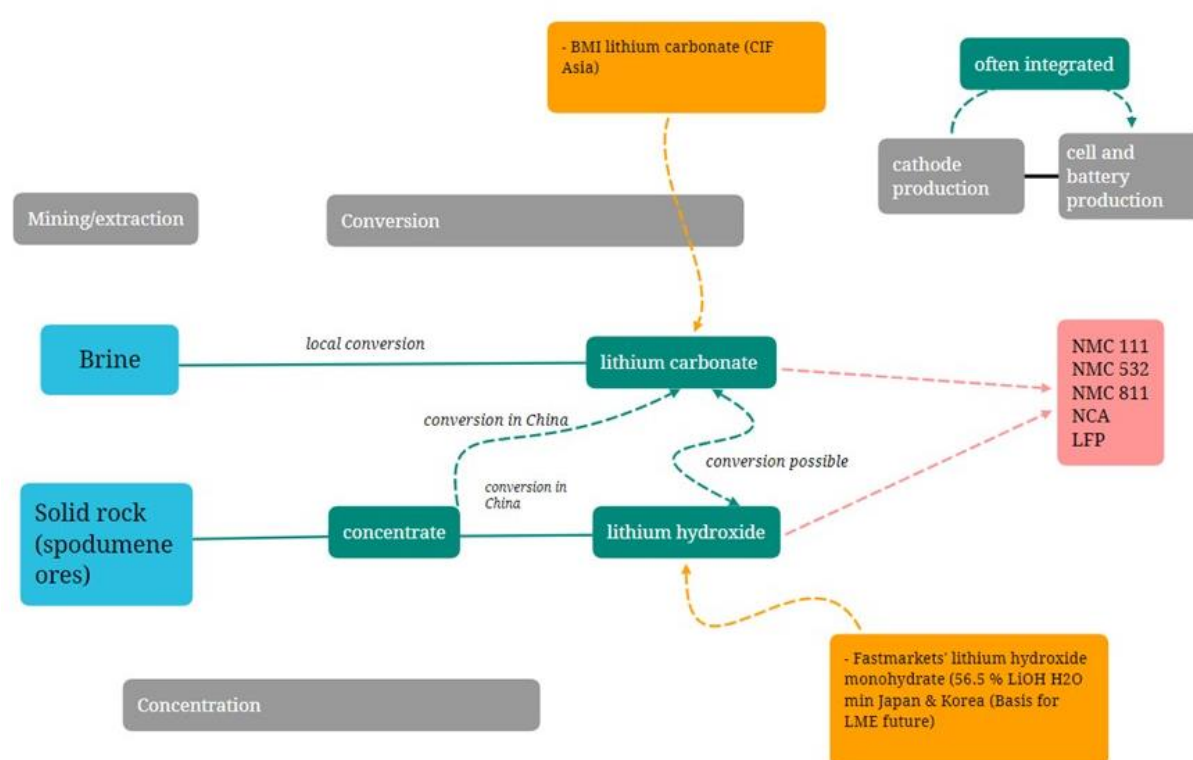 - BMI lithium carbonate (CIF
Asia)
often integrated
cathode
production
cell and
battery
production
Mining/extraction
Conversion
Brine
local conversion
lithium carbonate
NMC 111
NMC 532
NMC 811
NCA
LFP
conversion in China
conversion possible
conversion in
China
Solid rock
(spodumene
ores)
concentrate
lithium hydroxide
- Fastmarkets' lithium hydroxide
monohydrate (56.5 % LiOH H2O
min Japan & Korea (Basis for
LME future)
Concentration